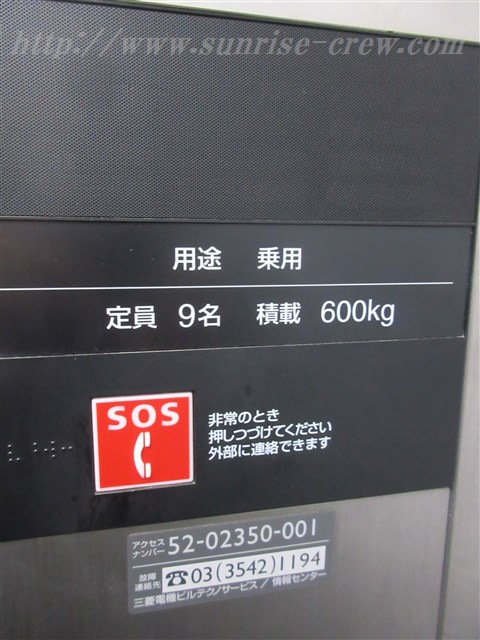 http://www.sunrise-crew.com/
用途 乗用
定員 9名 積載 600kg
SOS
非常のとき
押しつづけてください
外部に連絡できます
アクセス
ナンバー 52-02350-001
故障
連絡先 ☎03(3542)1194
三菱電機ビルテクノサービス/情報センター